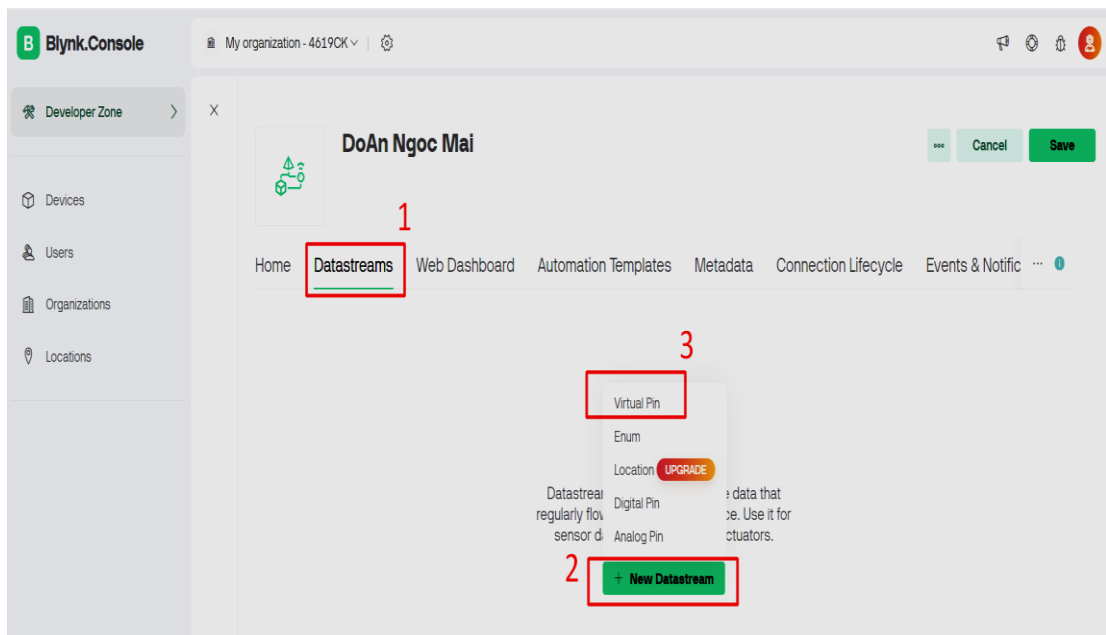 B Blynk.Console
My organization - 4619CK
Developer Zone
X
DoAn Ngoc Mai
Cancel
Save
Devices
Users
Organizations
Locations
1
Home Datastreams Web Dashboard Automation Templates Metadata Connection Lifecycle Events & Notific ...
3
Virtual Pin
Enum
Location UPGRADE
Digital Pin
Analog Pin
data that
regularly ce. Use it for
sensor ctuators.
2
+ New Datastream